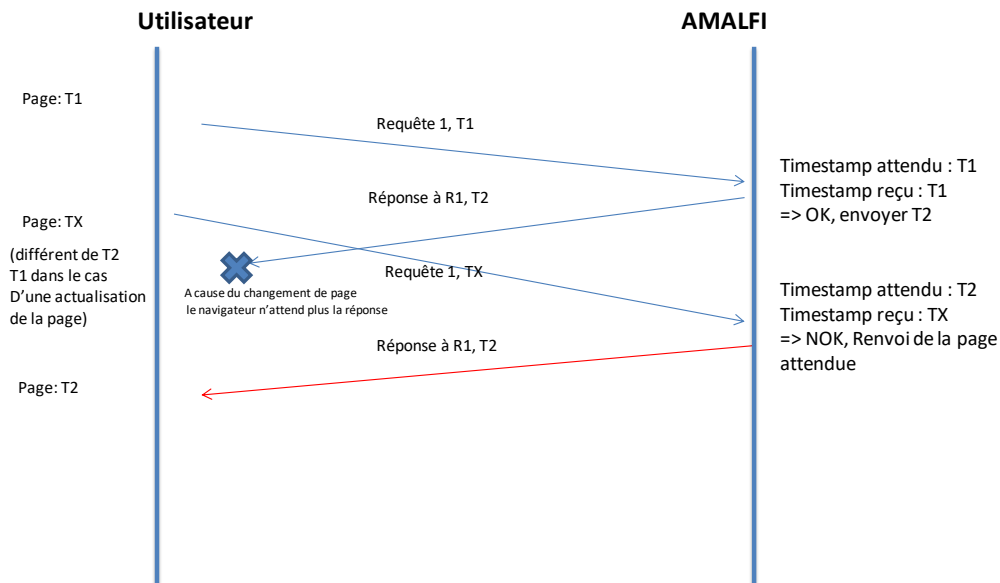 Utilisateur
AMALFI
Page: T1
Requête 1, T1
Timestamp attendu : T1
Timestamp reçu : T1
=> OK, envoyer T2
Réponse à R1, T2
Page: TX
(différent de T2
T1 dans le cas
D'une actualisation
de la page)
Requête 1, TX
A cause du changement de page
le navigateur n'attend plus la réponse
Timestamp attendu : T2
Timestamp reçu : TX
=> NOK, Renvoi de la page
attendue
Réponse à R1, T2
Page: T2